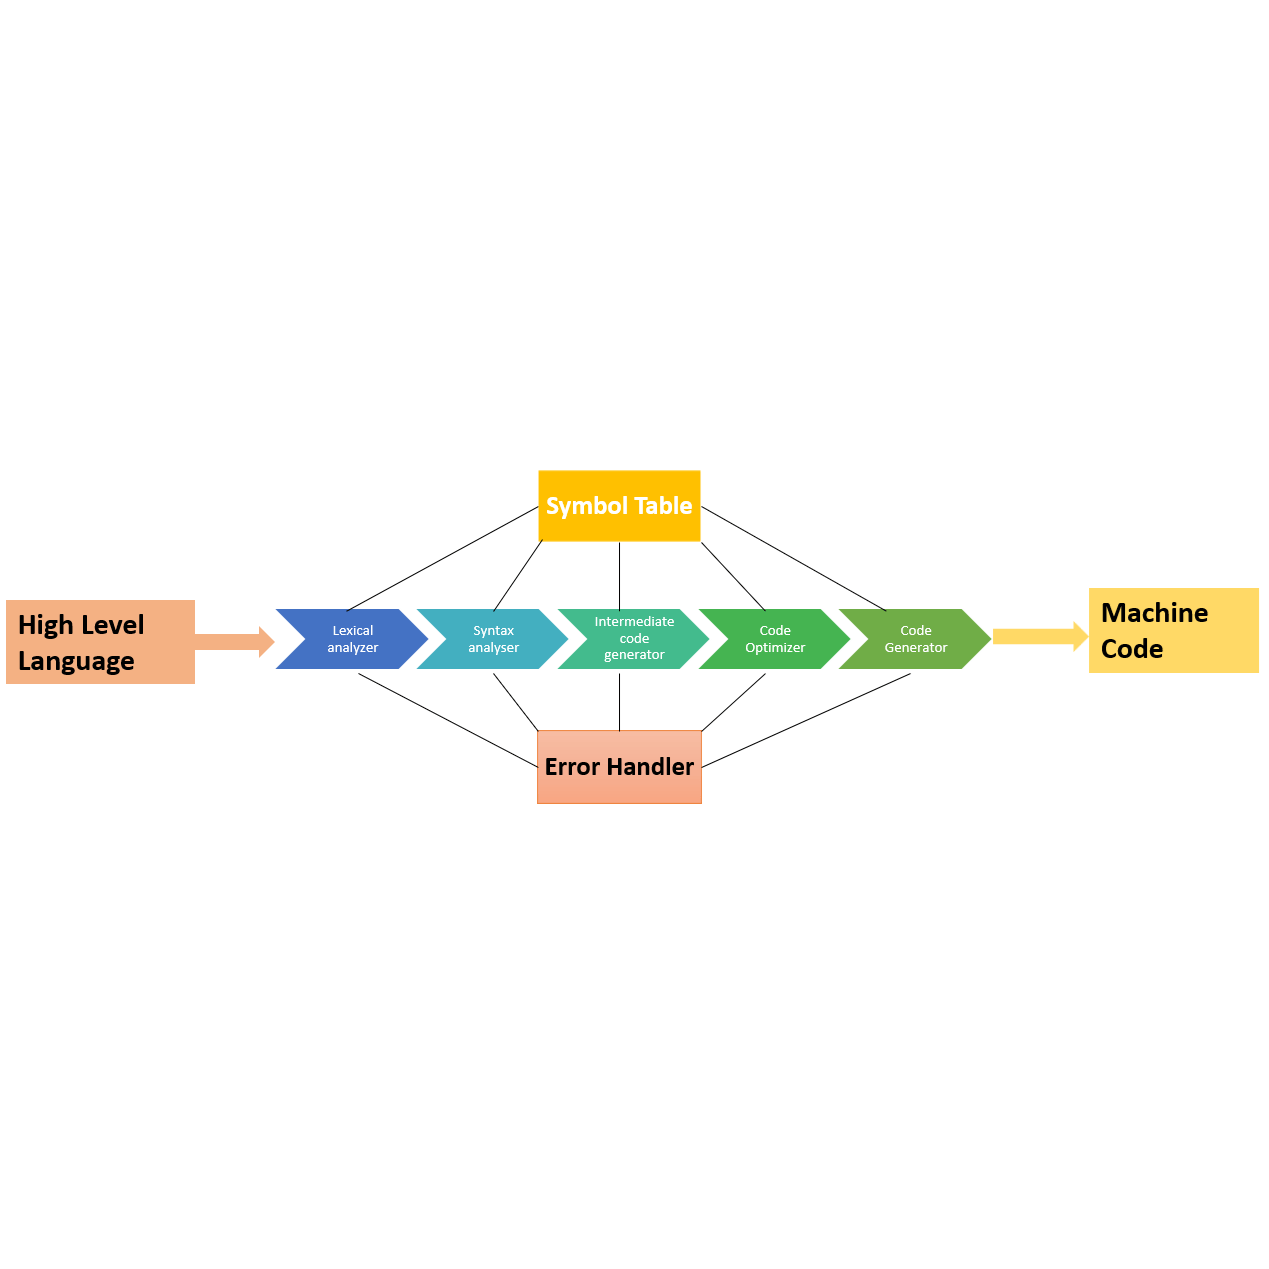 Symbol Table
High Level
Language
Lexical
analyzer
Syntax
analyser
Intermediate
code
generator
Code
Optimizer
Code
Generator
Machine
Code
Error Handler